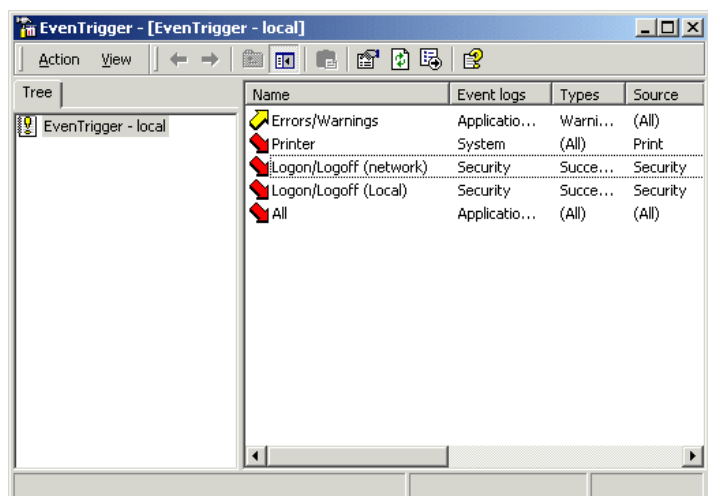 EvenTrigger - [EvenTrigger - local]
Action View
Tree
EvenTrigger - local
Name Event logs Types Source
Errors/Warnings Applicatio... Warni... (All)
Printer System (All) Print
Logon/Logoff (network) Security Succe... Security
Logon/Logoff (Local) Security Succe... Security
All Applicatio... (All) (All)